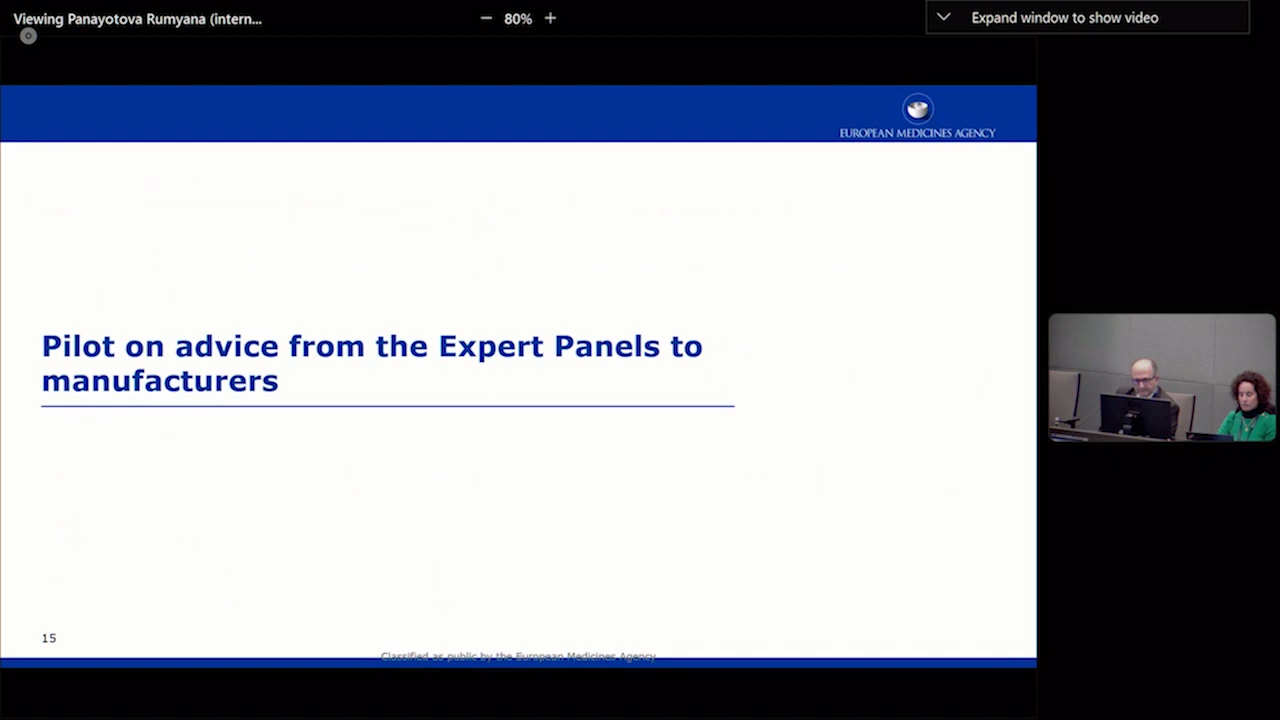 Viewing Panayotova Rumyana (intern...
80%
Expand window to show video
EUROPEAN MEDICINES AGENCY
Pilot on advice from the Expert Panels to
manufacturers
15
Classified as public by the European Medicines Agency